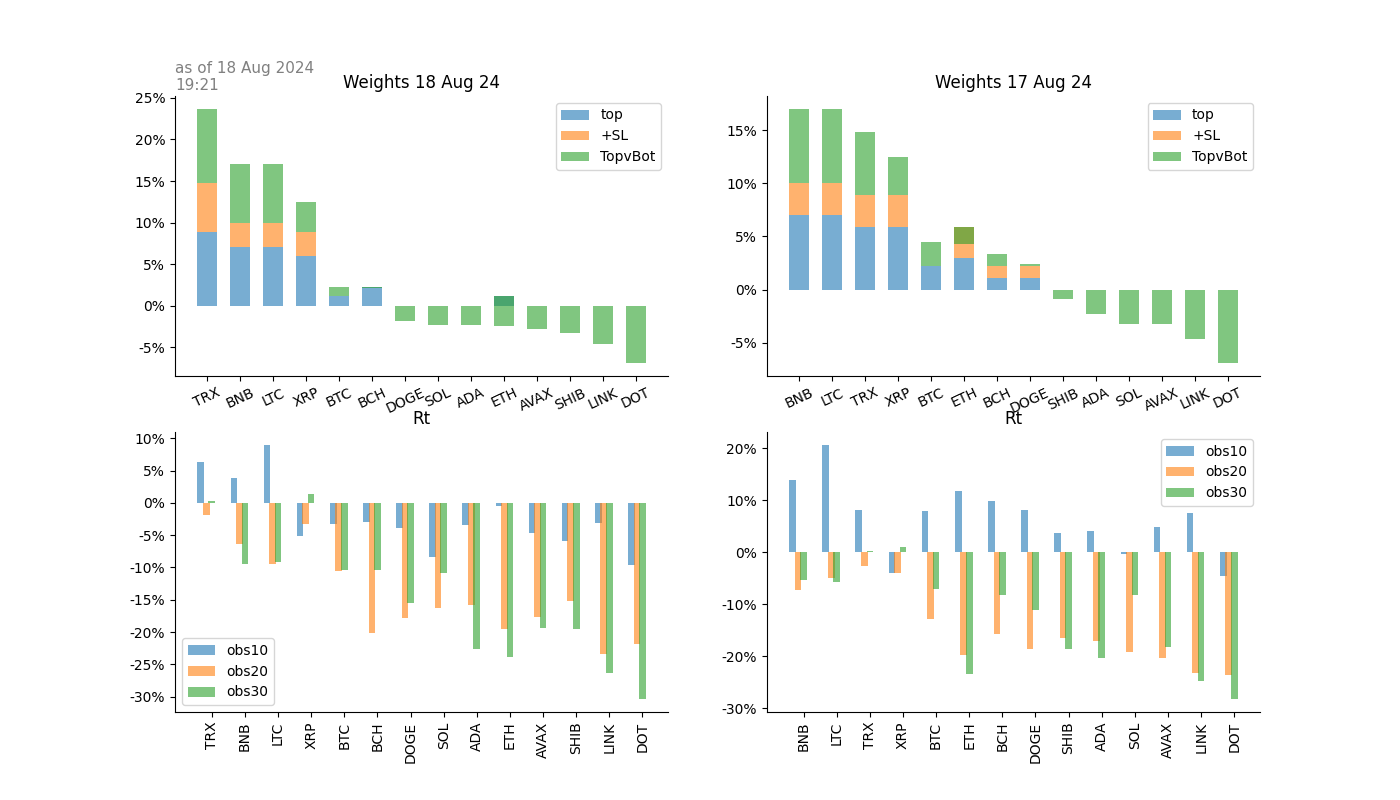 as of 18 Aug 2024
19:21
Weights 18 Aug 24
25%
20%
15%
10%
5%
0%
-5%
top
+SL
TopvBot
TRX BNB LTC XRP BTC BCH DOGE SOL ADA ETH AVAX SHIB LINK DOT
Weights 17 Aug 24
15%
10%
5%
0%
-5%
top
+SL
TopvBot
BNB LTC TRX XRP BTC ETH BCH DOGE SHIB ADA SOL AVAX LINK DOT
Rt
10%
5%
0%
-5%
-10%
-15%
-20%
-25%
-30%
obs10
obs20
obs30
TRX BNB LTC XRP BTC BCH DOGE SOL ADA ETH AVAX SHIB LINK DOT
Rt
20%
10%
0%
-10%
-20%
-30%
obs10
obs20
obs30
BNB LTC TRX XRP BTC ETH BCH DOGE SHIB ADA SOL AVAX LINK DOT